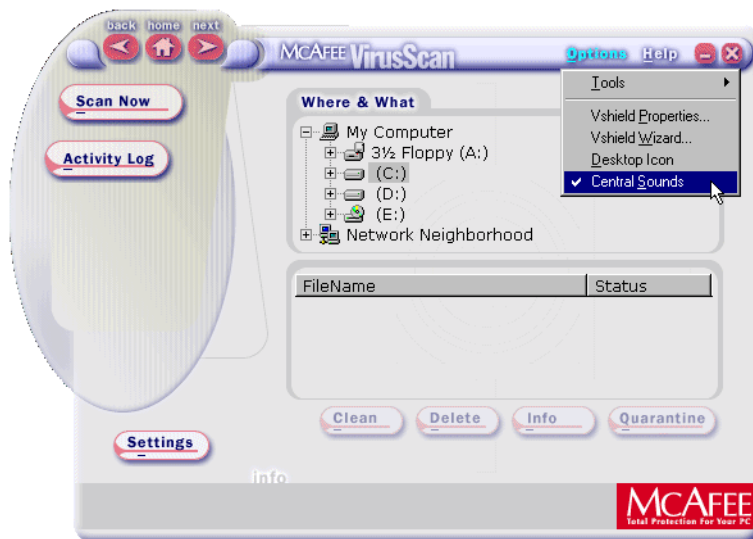 back home next
McAFEE VirusScan
Options Help
Tools
Vshield Properties...
Vshield Wizard...
Desktop Icon
Central Sounds
Scan Now
Activity Log
Where & What
My Computer
3½ Floppy (A:)
(C:)
(D:)
(E:)
Network Neighborhood
FileName Status
Clean Delete Info Quarantine
Settings
info
McAFEE
Total Protection For Your PC